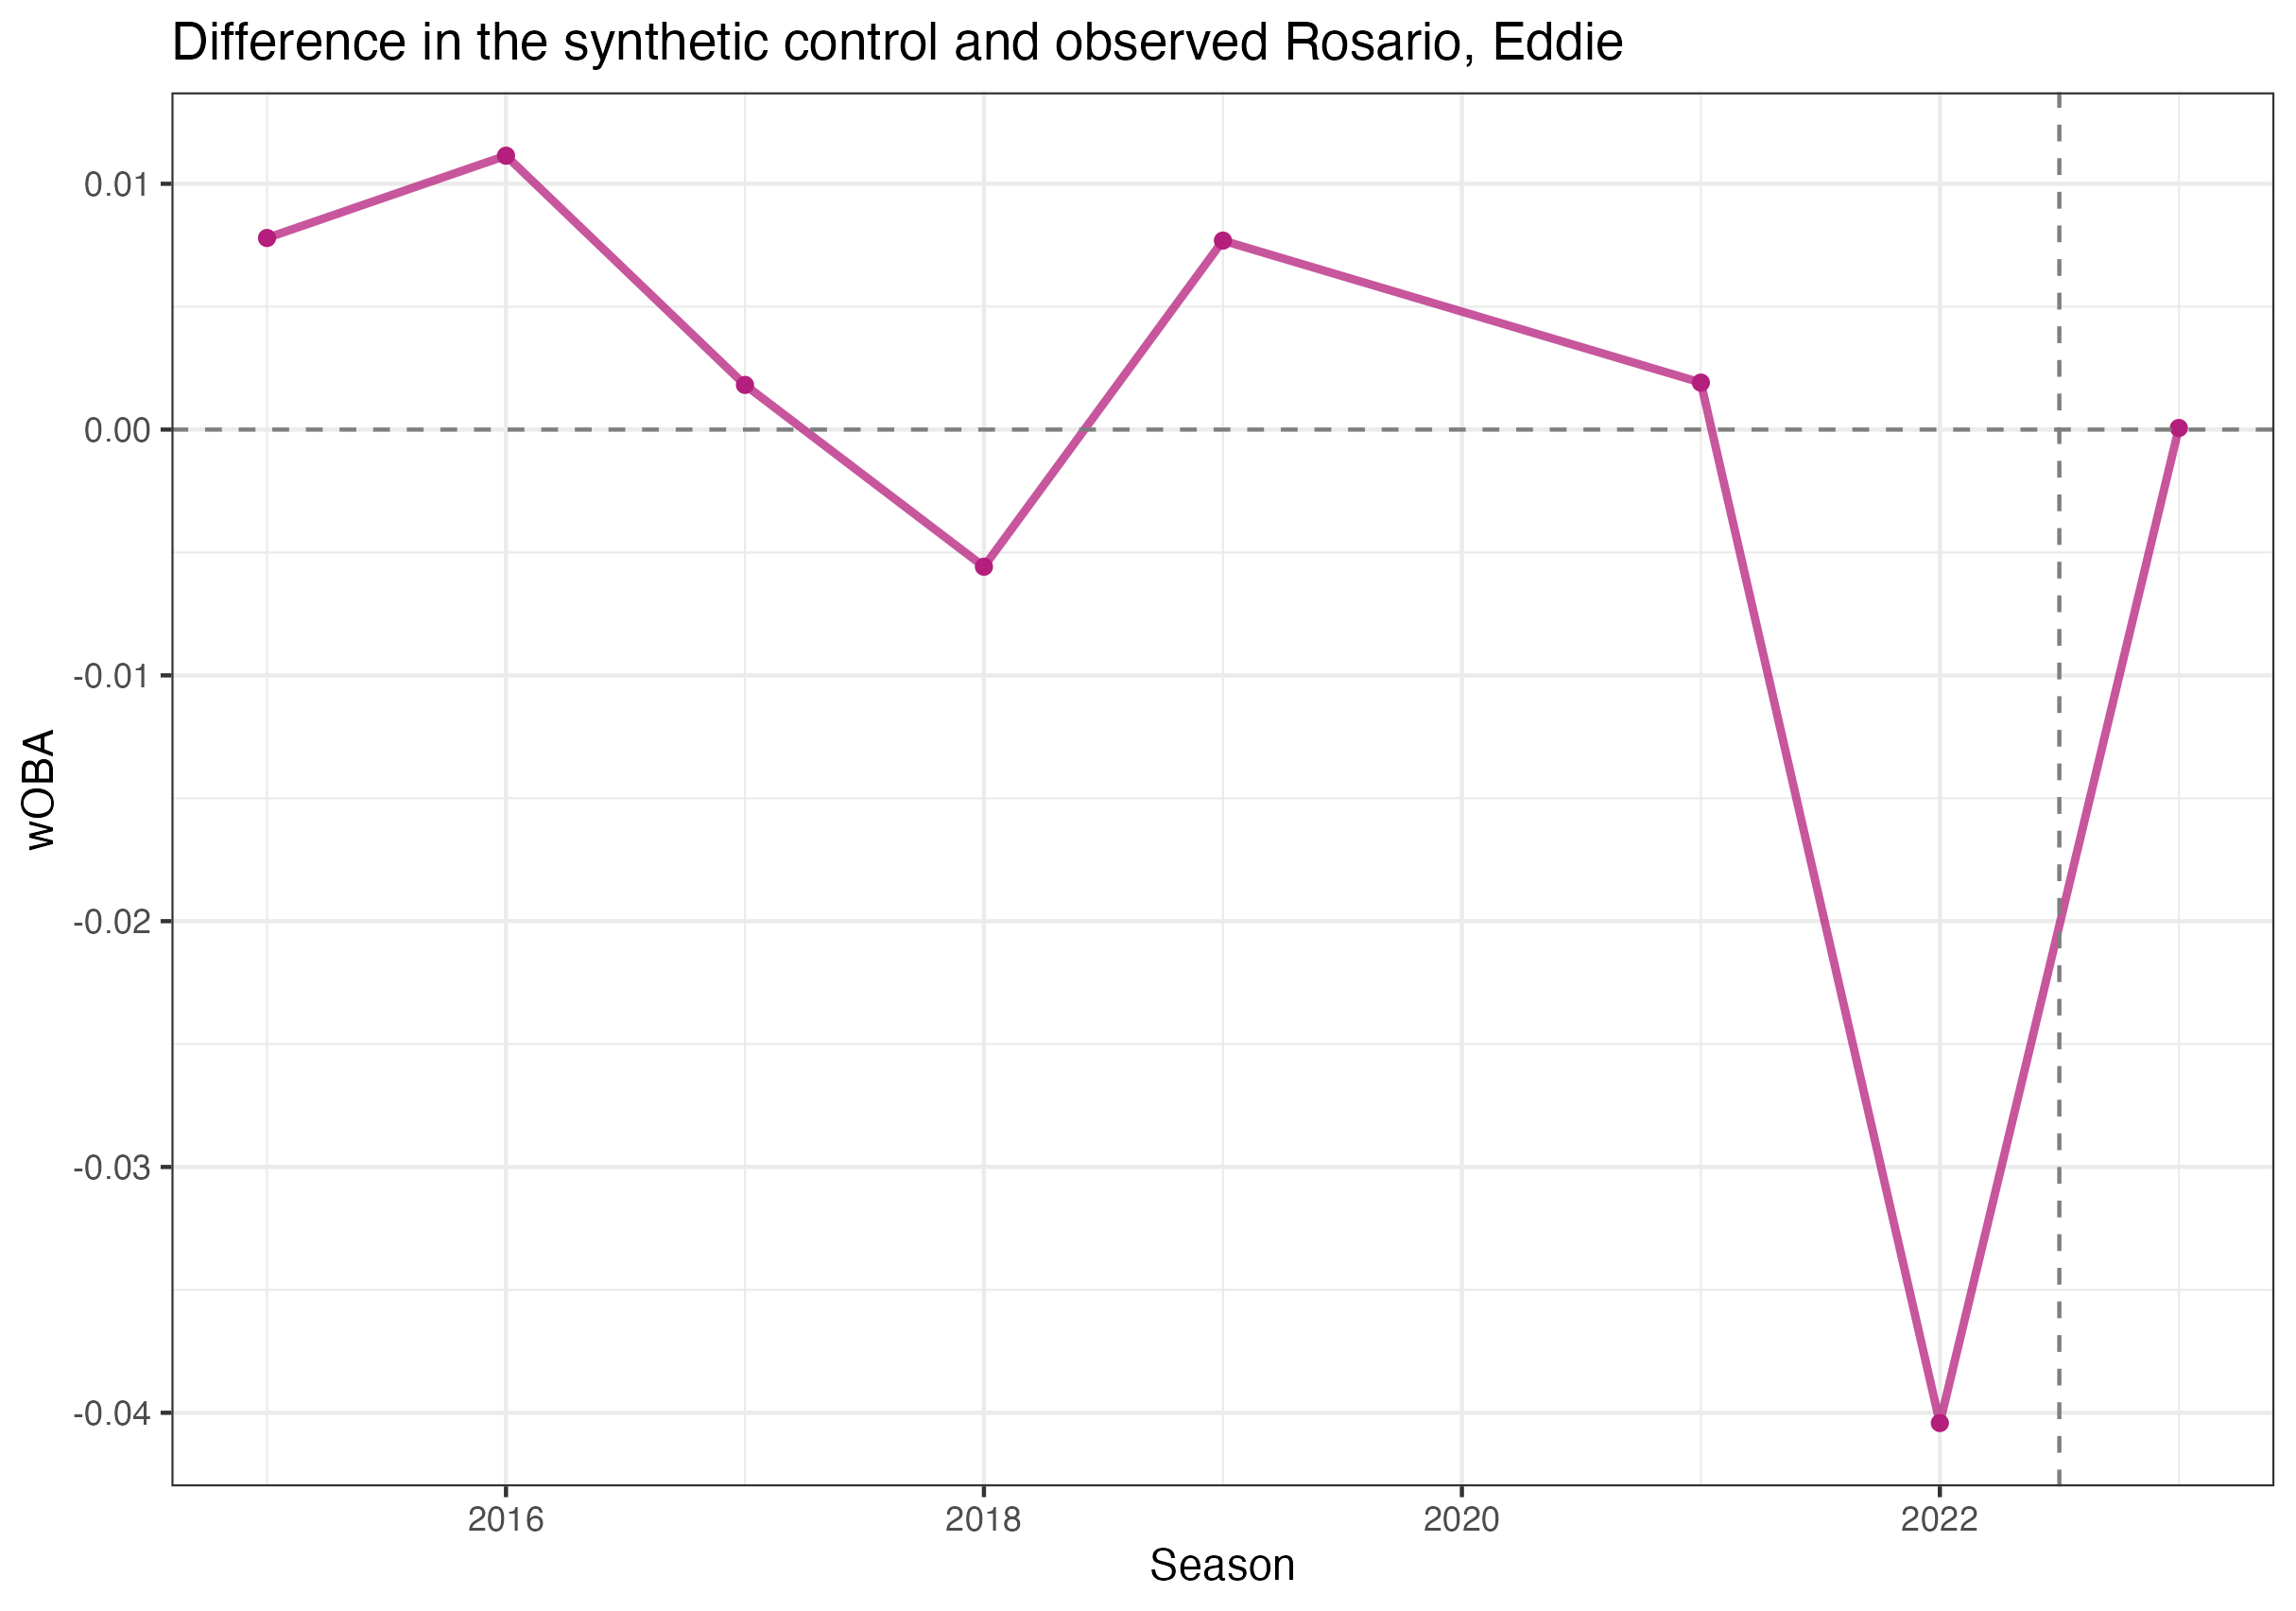 Difference in the synthetic control and observed Rosario, Eddie
0.01
0.00
-0.01
-0.02
-0.03
-0.04
wOBA
2016 2018 2020 2022
Season